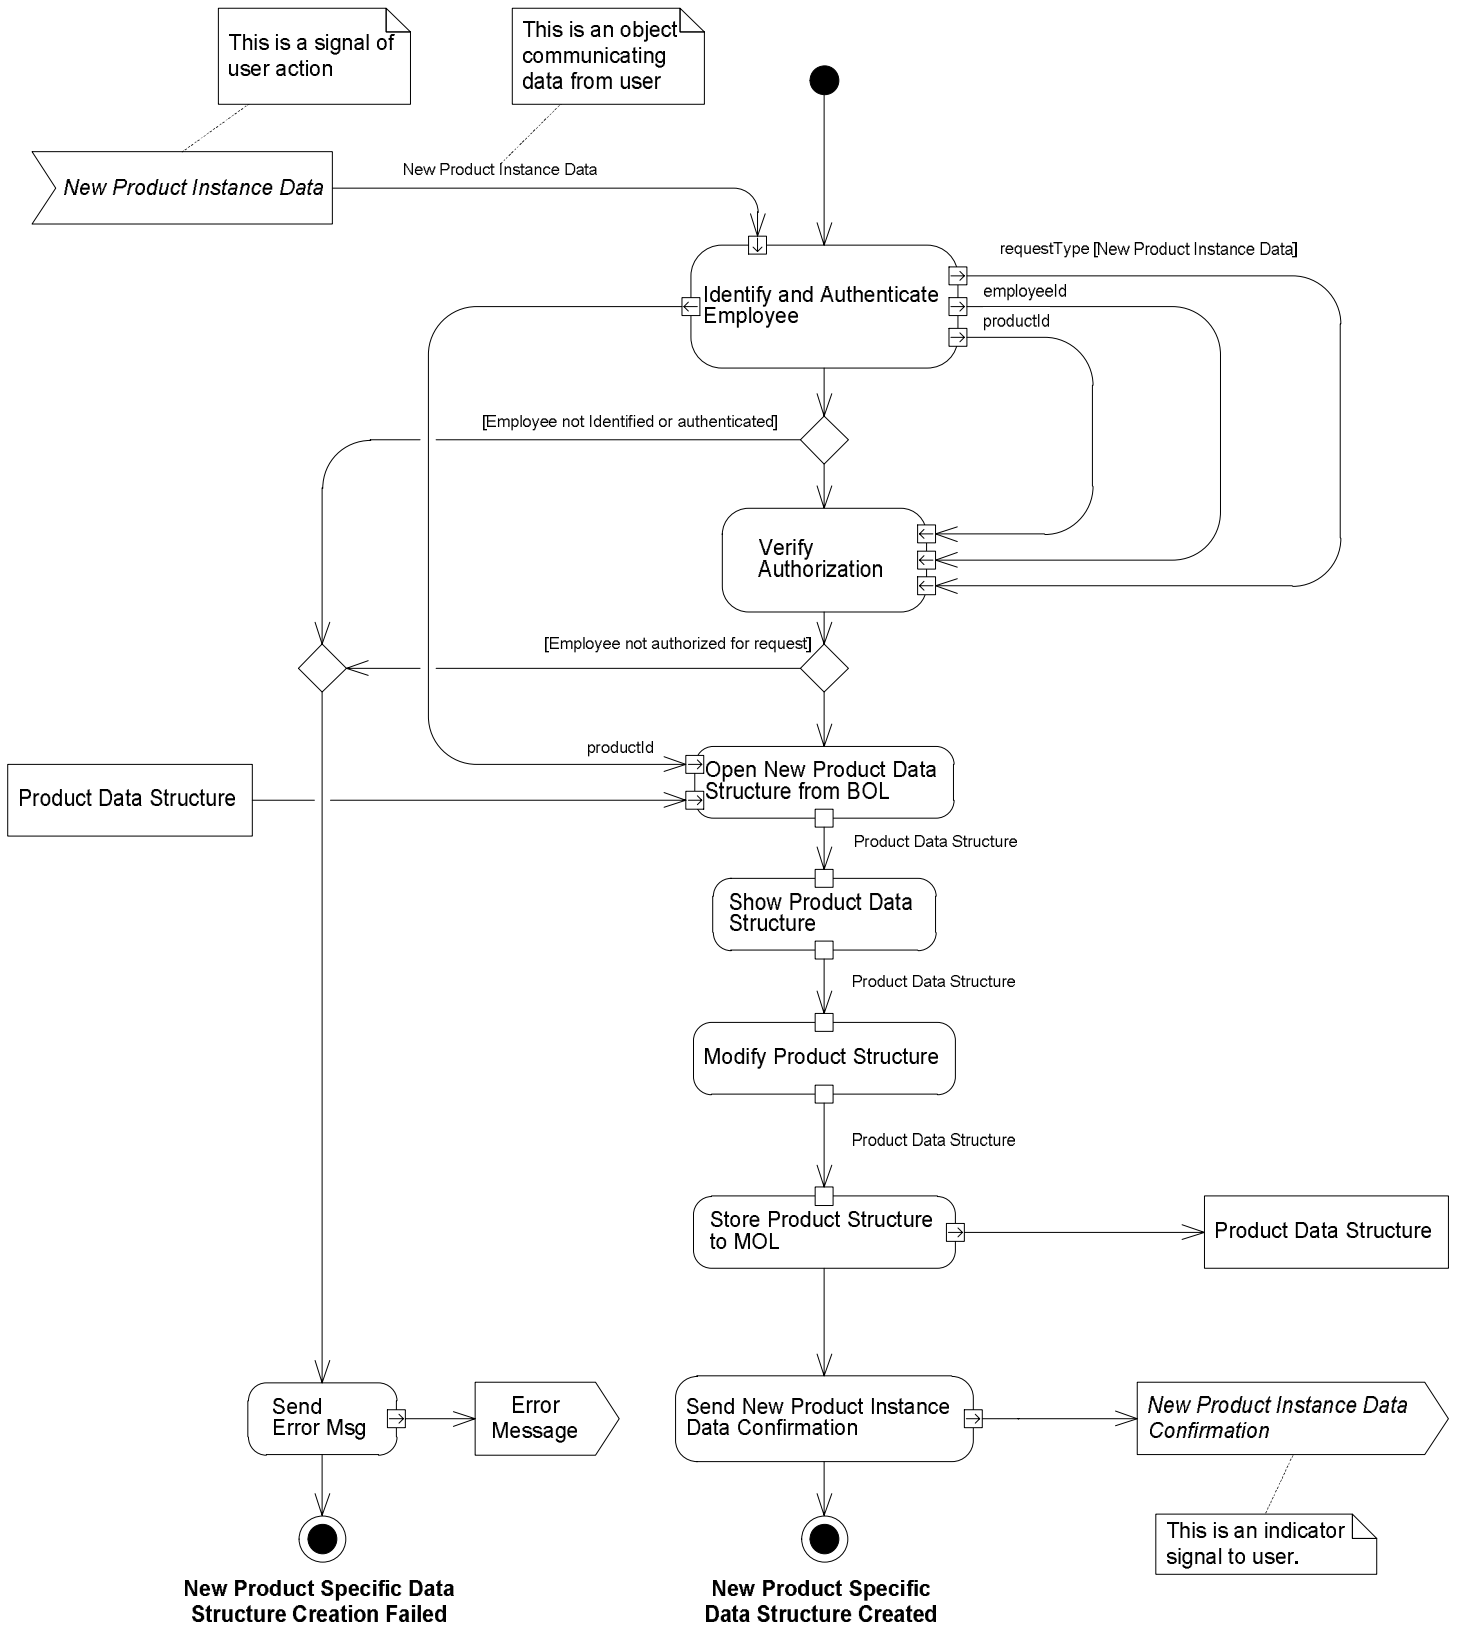 This is a signal of
user action
This is an object
communicating
data from user
New Product Instance Data
New Product Instance Data
requestType [New Product Instance Data]
Identify and Authenticate
Employee
employeeId
productId
[Employee not Identified or authenticated]
Verify
Authorization
[Employee not authorized for request]
productId
Open New Product Data
Structure from BOL
Product Data Structure
Product Data Structure
Show Product Data
Structure
Product Data Structure
Modify Product Structure
Product Data Structure
Store Product Structure
to MOL
Product Data Structure
Send
Error Msg
Error
Message
Send New Product Instance
Data Confirmation
New Product Instance Data
Confirmation
This is an indicator
signal to user.
New Product Specific Data
Structure Creation Failed
New Product Specific
Data Structure Created